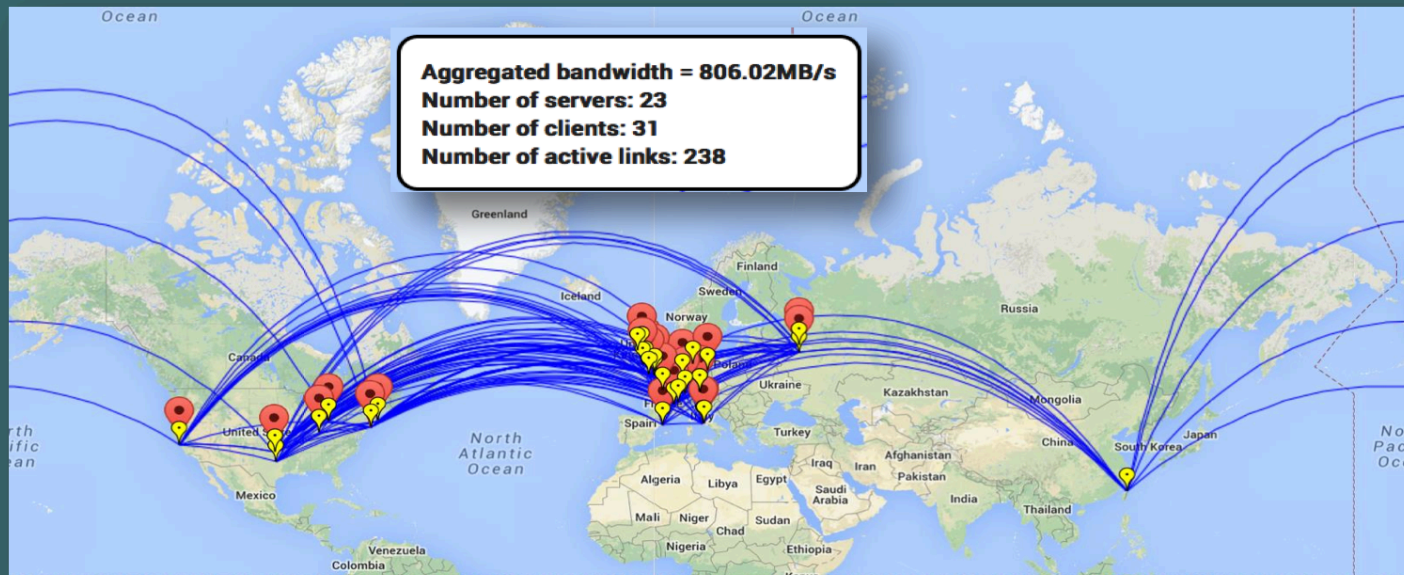 Ocean
Ocean
Aggregated bandwidth = 806.02MB/s
Number of servers: 23
Number of clients: 31
Number of active links: 238
Greenland
Finland
Iceland
Sweden
Russia
Norway
Canada
Poland
Ukraine
Kazakhstan
Mongolia
United
Spain
North
Atlantic
Ocean
Turkey
China
South Korea
Japan
Afghanistan
Iraq
Iran
Pakistan
Algeria
Libya
Egypt
Saudi
Arabia
India
Mexico
Mali
Niger
Chad
Sudan
Thailand
Nigeria
Ethiopia
Venezuela
Colombia